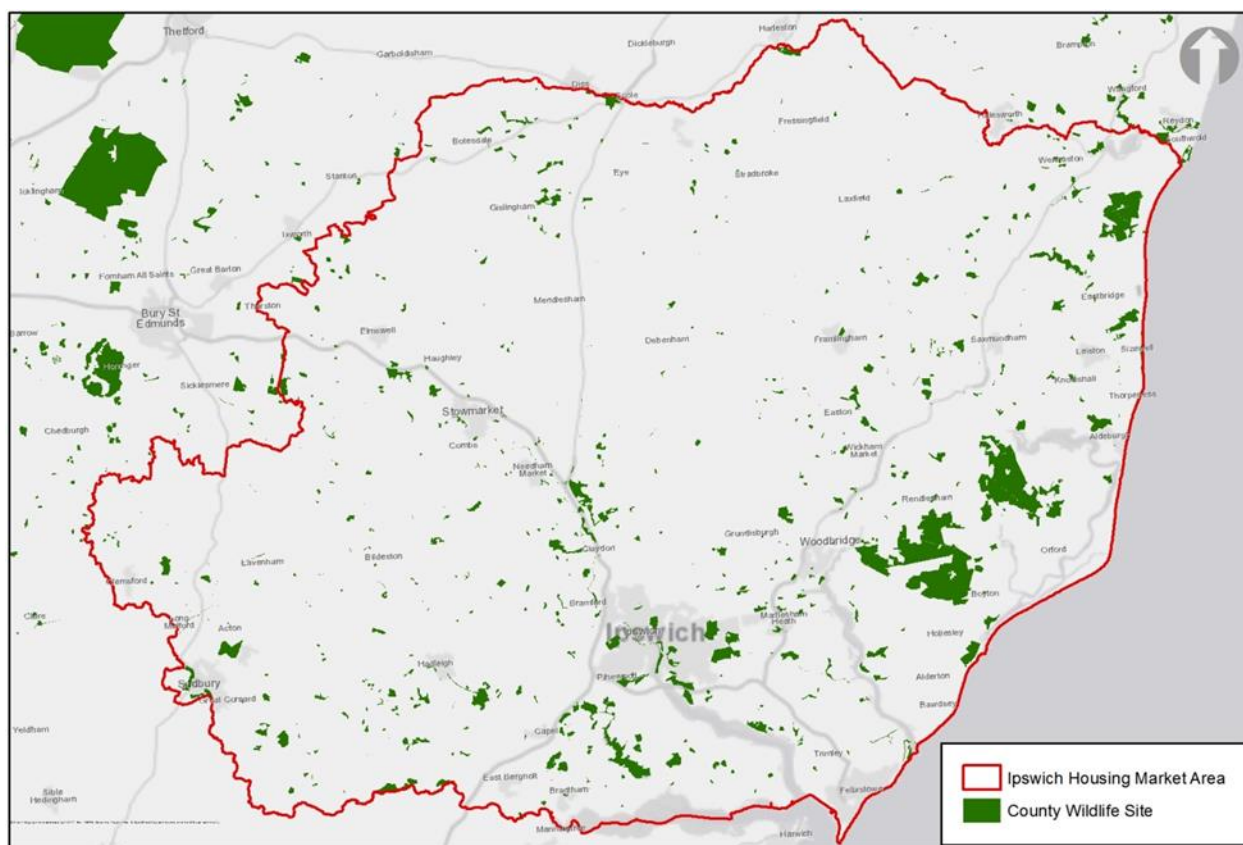 Thetford
Harleston
Dickleburgh
Garboldisham
Brampton
Diss
Wangford
Reydon
Southwold
Halesworth
Botesdale
Fressingfield
Wenhaston
Stanton
Eye
Stradbroke
Laxfield
Gislingham
Ixworth
Great Barton
Fornham All Saints
Thurston
Mendlesham
Eastbridge
Bury St
Edmunds
Barrow
Elmswell
Debenham
Framlingham
Saxmundham
Leiston
Sizewell
Haughley
Horringer
Sicklesmere
Knodishall
Thorpeness
Stowmarket
Easton
Chedburgh
Combs
Aldeburgh
Wickham
Market
Needham
Market
Rendlesham
Grundisburgh
Woodbridge
Claydon
Orford
Bildeston
Lavenham
Glemsford
Boyton
Bramford
Clare
Long
Melford
Acton
Martlesham
Heath
Ipswich
Hollesley
Hadleigh
Pinewood
Alderton
Sudbury
Great Cornard
Bawdsey
Yeldham
Capel
Trimley
East Bergholt
Felixstowe
Brantham
Sible
Hedingham
Manningtree
Harwich
Ipswich Housing Market Area
County Wildlife Site